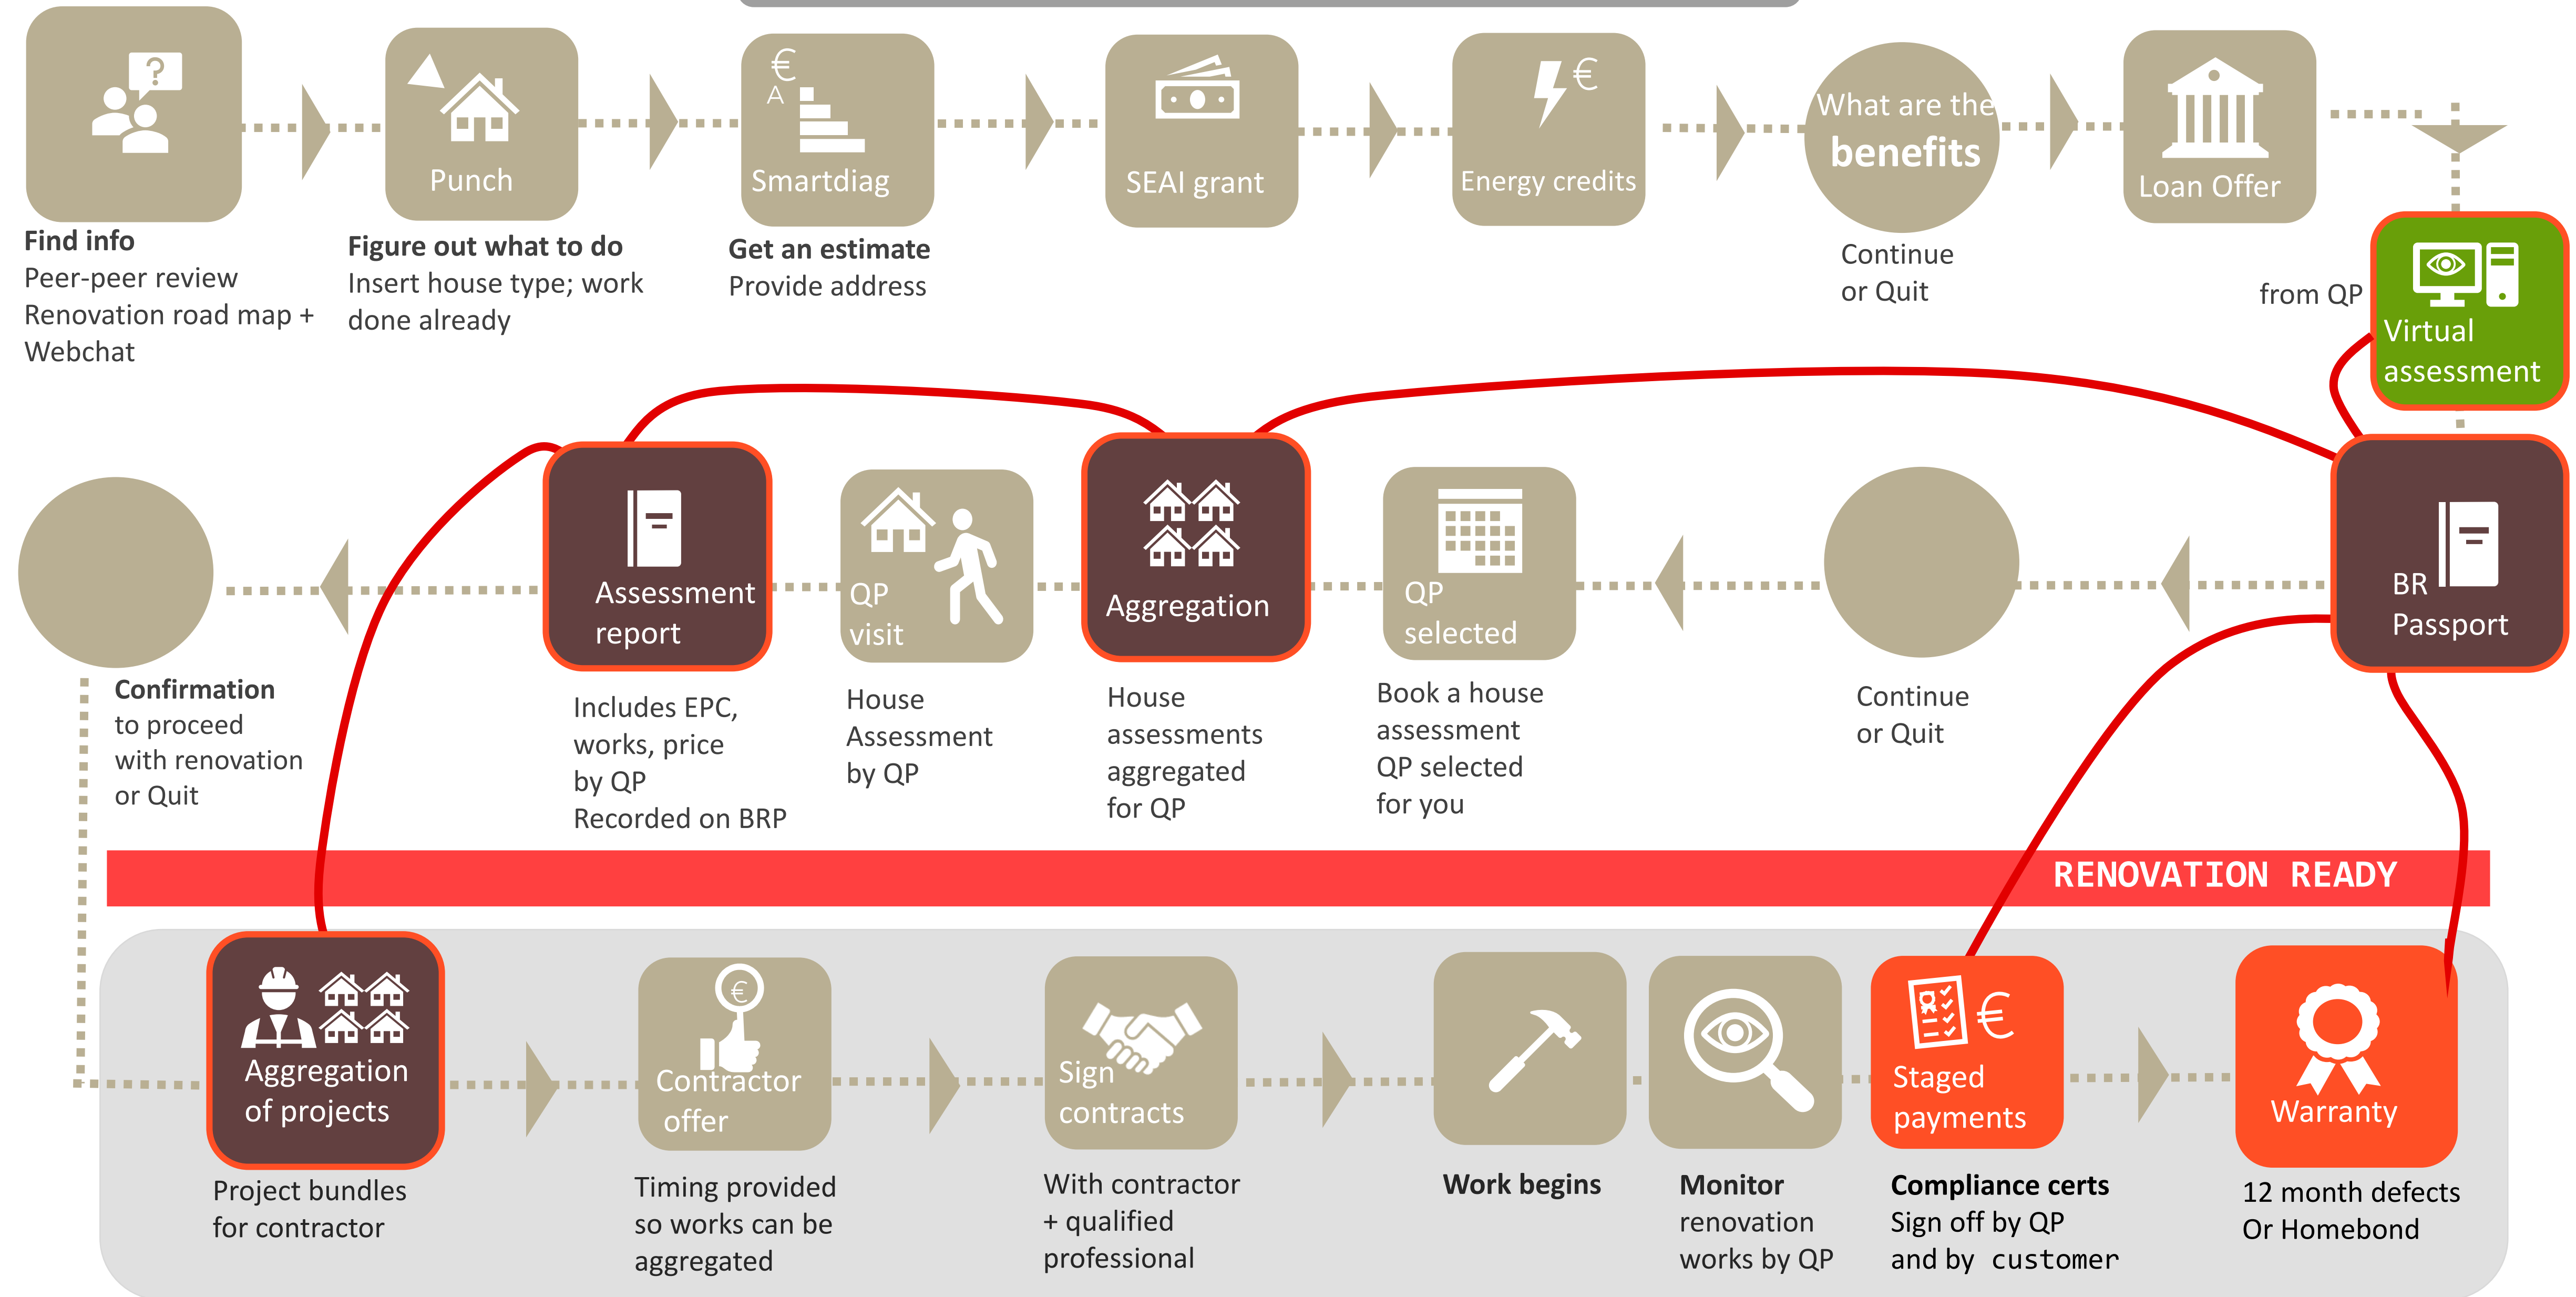 ?
Punch
€
A
Smartdiag
SEAI grant
€
Energy credits
What are the
benefits
Loan Offer
Find info
Peer-peer review
Renovation road map +
Webchat
Figure out what to do
Insert house type; work
done already
Get an estimate
Provide address
Continue
or Quit
from QP
Virtual
assessment
BR
Passport
Continue
or Quit
QP
selected
Book a house
assessment
QP selected
for you
Aggregation
House
assessments
aggregated
for QP
QP
visit
House
Assessment
by QP
Assessment
report
Includes EPC,
works, price
by QP
Recorded on BRP
Confirmation
to proceed
with renovation
or Quit
RENOVATION READY
Aggregation
of projects
Project bundles
for contractor
€
Contractor
offer
Timing provided
so works can be
aggregated
Sign
contracts
With contractor
+ qualified
professional
Work begins
Monitor
renovation
works by QP
€
Staged
payments
Compliance certs
Sign off by QP
and by customer
Warranty
12 month defects
Or Homebond